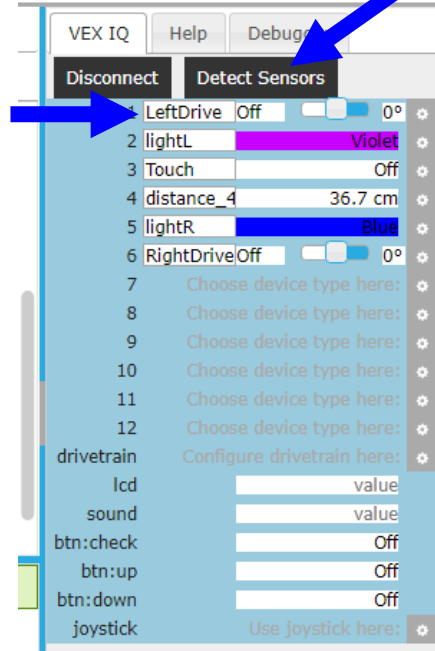 VEX IQ Help Debugge
Disconnect Detect Sensors
1 LeftDrive Off 0°
2 lightL Violet
3 Touch Off
4 distance_4 36.7 cm
5 lightR Blue
6 RightDrive Off 0°
7 Choose device type here:
8 Choose device type here:
9 Choose device type here:
10 Choose device type here:
11 Choose device type here:
12 Choose device type here:
drivetrain Configure drivetrain here:
lcd value
sound value
btn:check Off
btn:up Off
btn:down Off
joystick Use joystick here: